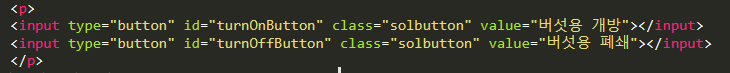 <p>
<input type="button" id="turnOnButton" class="solbutton" value="버섯용 개방"></input>
<input type="button" id="turnOffButton" class="solbutton" value="버섯용 폐쇄"></input>
</p>